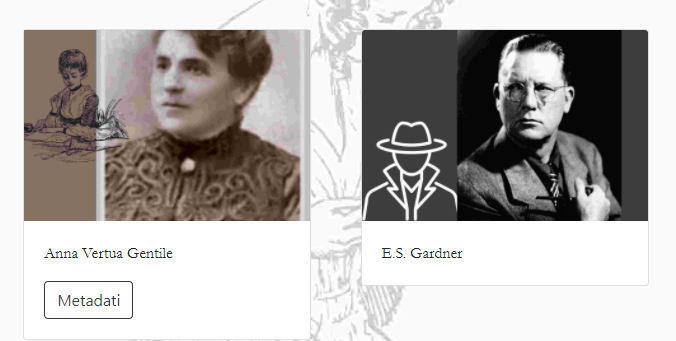 Anna Vertua Gentile
Metadati
E.S. Gardner